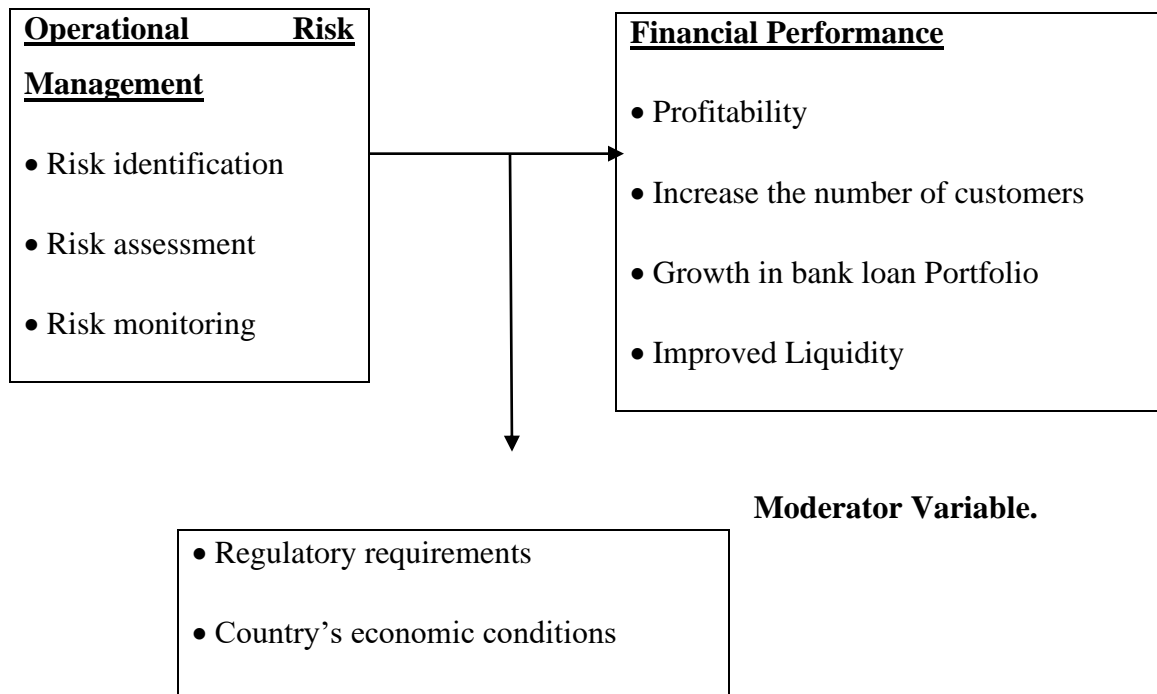 Operational Risk
Management
• Risk identification
• Risk assessment
• Risk monitoring
Financial Performance
• Profitability
• Increase the number of customers
• Growth in bank loan Portfolio
• Improved Liquidity
Moderator Variable.
• Regulatory requirements
• Country’s economic conditions